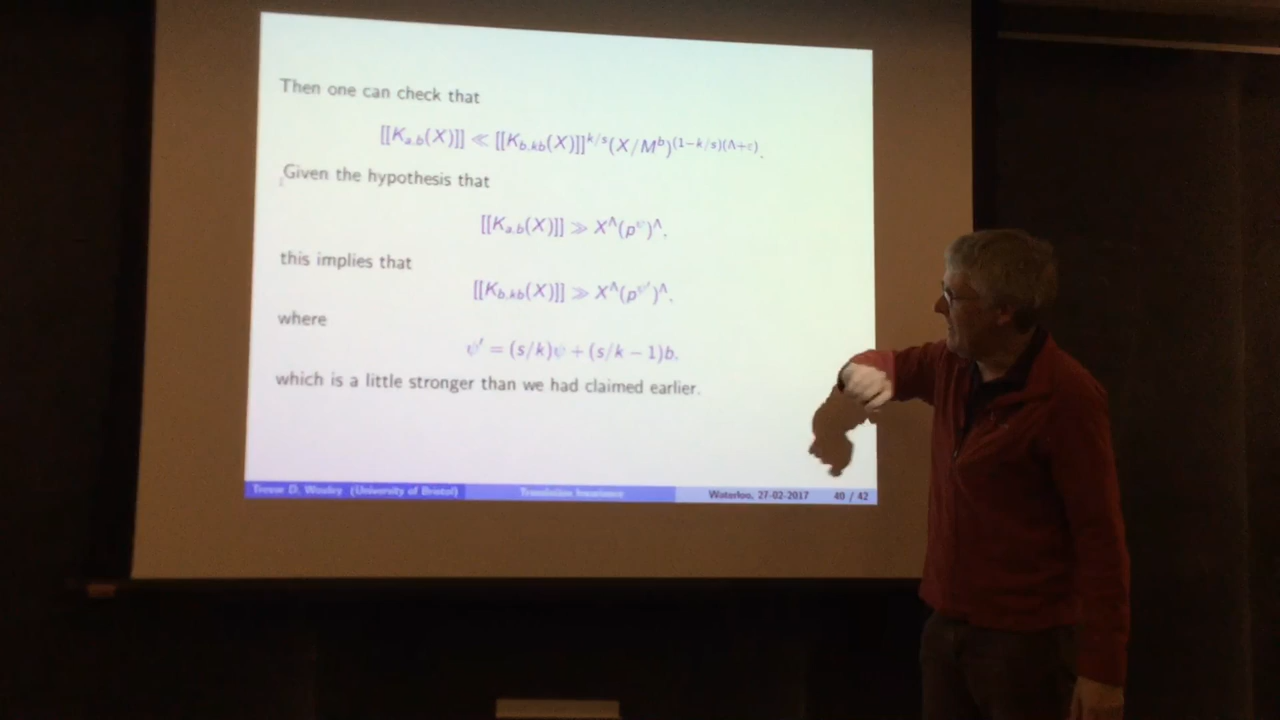 Then one can check that
[[K_{a,b}(X)]] ≪ [[K_{b,kb}(X)]]^{k/s}(X/M^b)^{(1−k/s)(Λ+ε)}.
Given the hypothesis that
[[K_{a,b}(X)]] ≫ X^Λ(p^ψ)^Λ,
this implies that
[[K_{b,kb}(X)]] ≫ X^Λ(p^{ψ′})^Λ,
where
ψ′ = (s/k)ψ + (s/k − 1)b,
which is a little stronger than we had claimed earlier.
Trevor D. Wooley (University of Bristol) Translation Invariance Waterloo, 27-02-2017 40 / 42